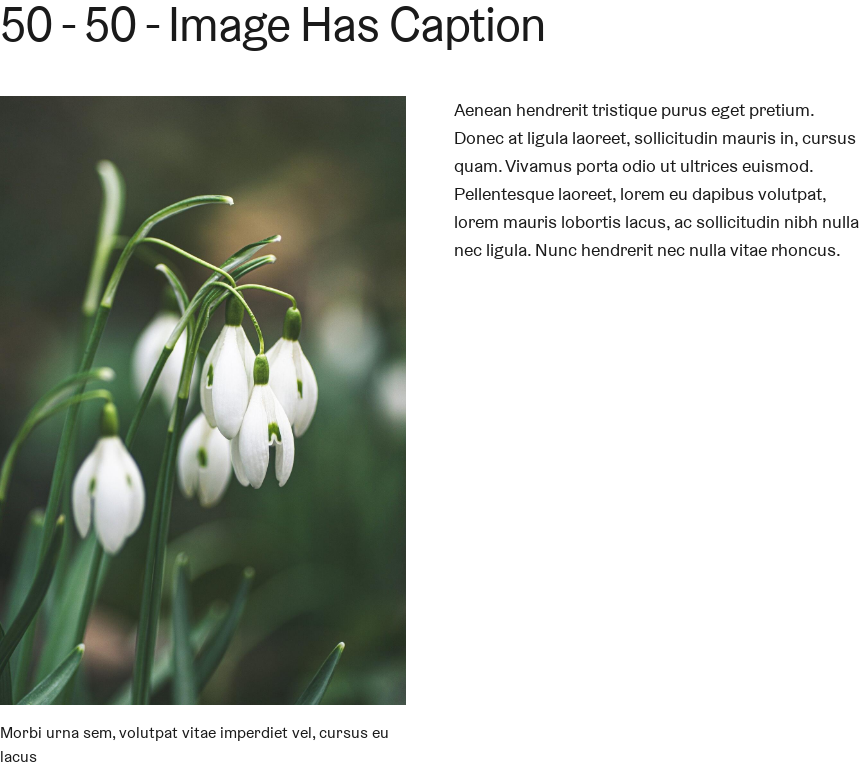 50 - 50 - Image Has Caption
Aenean hendrerit tristique purus eget pretium.
Donec at ligula laoreet, sollicitudin mauris in, cursus
quam. Vivamus porta odio ut ultrices euismod.
Pellentesque laoreet, lorem eu dapibus volutpat,
lorem mauris lobortis lacus, ac sollicitudin nibh nulla
nec ligula. Nunc hendrerit nec nulla vitae rhoncus.
Morbi urna sem, volutpat vitae imperdiet vel, cursus eu
lacus